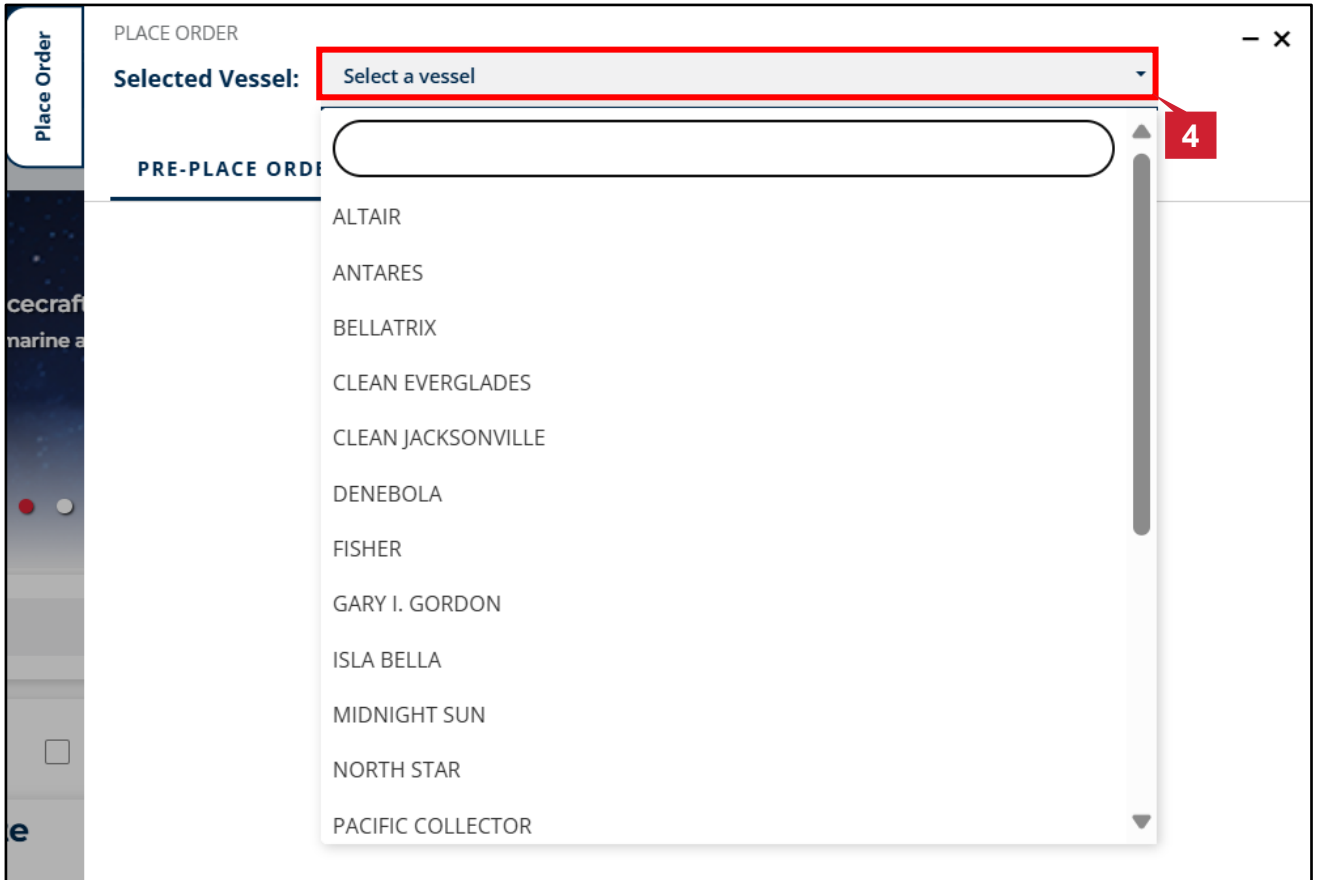 Place Order
PLACE ORDER
Selected Vessel:
Select a vessel
4
PRE-PLACE ORDE
ALTAIR
ANTARES
BELLATRIX
CLEAN EVERGLADES
CLEAN JACKSONVILLE
DENEBOLA
FISHER
GARY I. GORDON
ISLA BELLA
MIDNIGHT SUN
NORTH STAR
PACIFIC COLLECTOR
cecraft
marine a
e